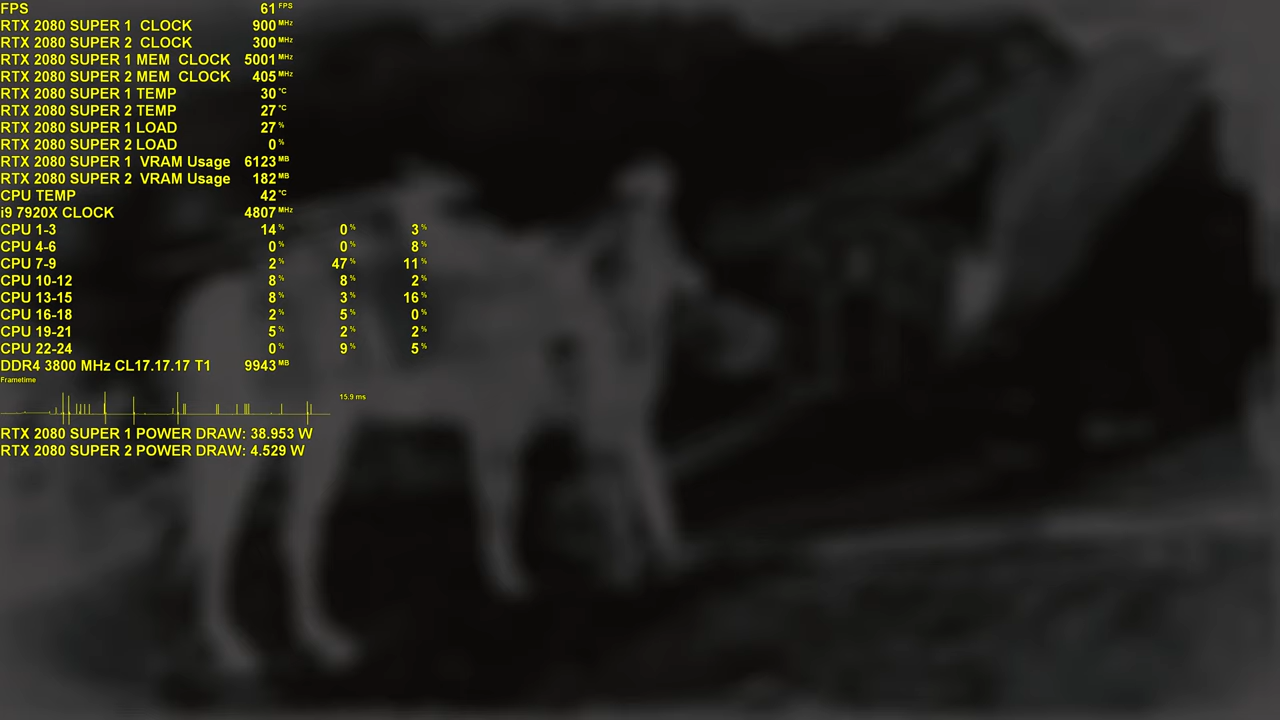 FPS 61 FPS
RTX 2080 SUPER 1 CLOCK 900 MHz
RTX 2080 SUPER 2 CLOCK 300 MHz
RTX 2080 SUPER 1 MEM CLOCK 5001 MHz
RTX 2080 SUPER 2 MEM CLOCK 405 MHz
RTX 2080 SUPER 1 TEMP 30 °C
RTX 2080 SUPER 2 TEMP 27 °C
RTX 2080 SUPER 1 LOAD 27 %
RTX 2080 SUPER 2 LOAD 0 %
RTX 2080 SUPER 1 VRAM Usage 6123 MB
RTX 2080 SUPER 2 VRAM Usage 182 MB
CPU TEMP 42 °C
i9 7920X CLOCK 4807 MHz
CPU 1-3 14 % 0 % 3 %
CPU 4-6 0 % 0 % 8 %
CPU 7-9 2 % 47 % 11 %
CPU 10-12 8 % 8 % 2 %
CPU 13-15 8 % 3 % 16 %
CPU 16-18 2 % 5 % 0 %
CPU 19-21 5 % 2 % 2 %
CPU 22-24 0 % 9 % 5 %
DDR4 3800 MHz CL17.17.17 T1 9943 MB
Frametime
15.9 ms
RTX 2080 SUPER 1 POWER DRAW: 38.953 W
RTX 2080 SUPER 2 POWER DRAW: 4.529 W